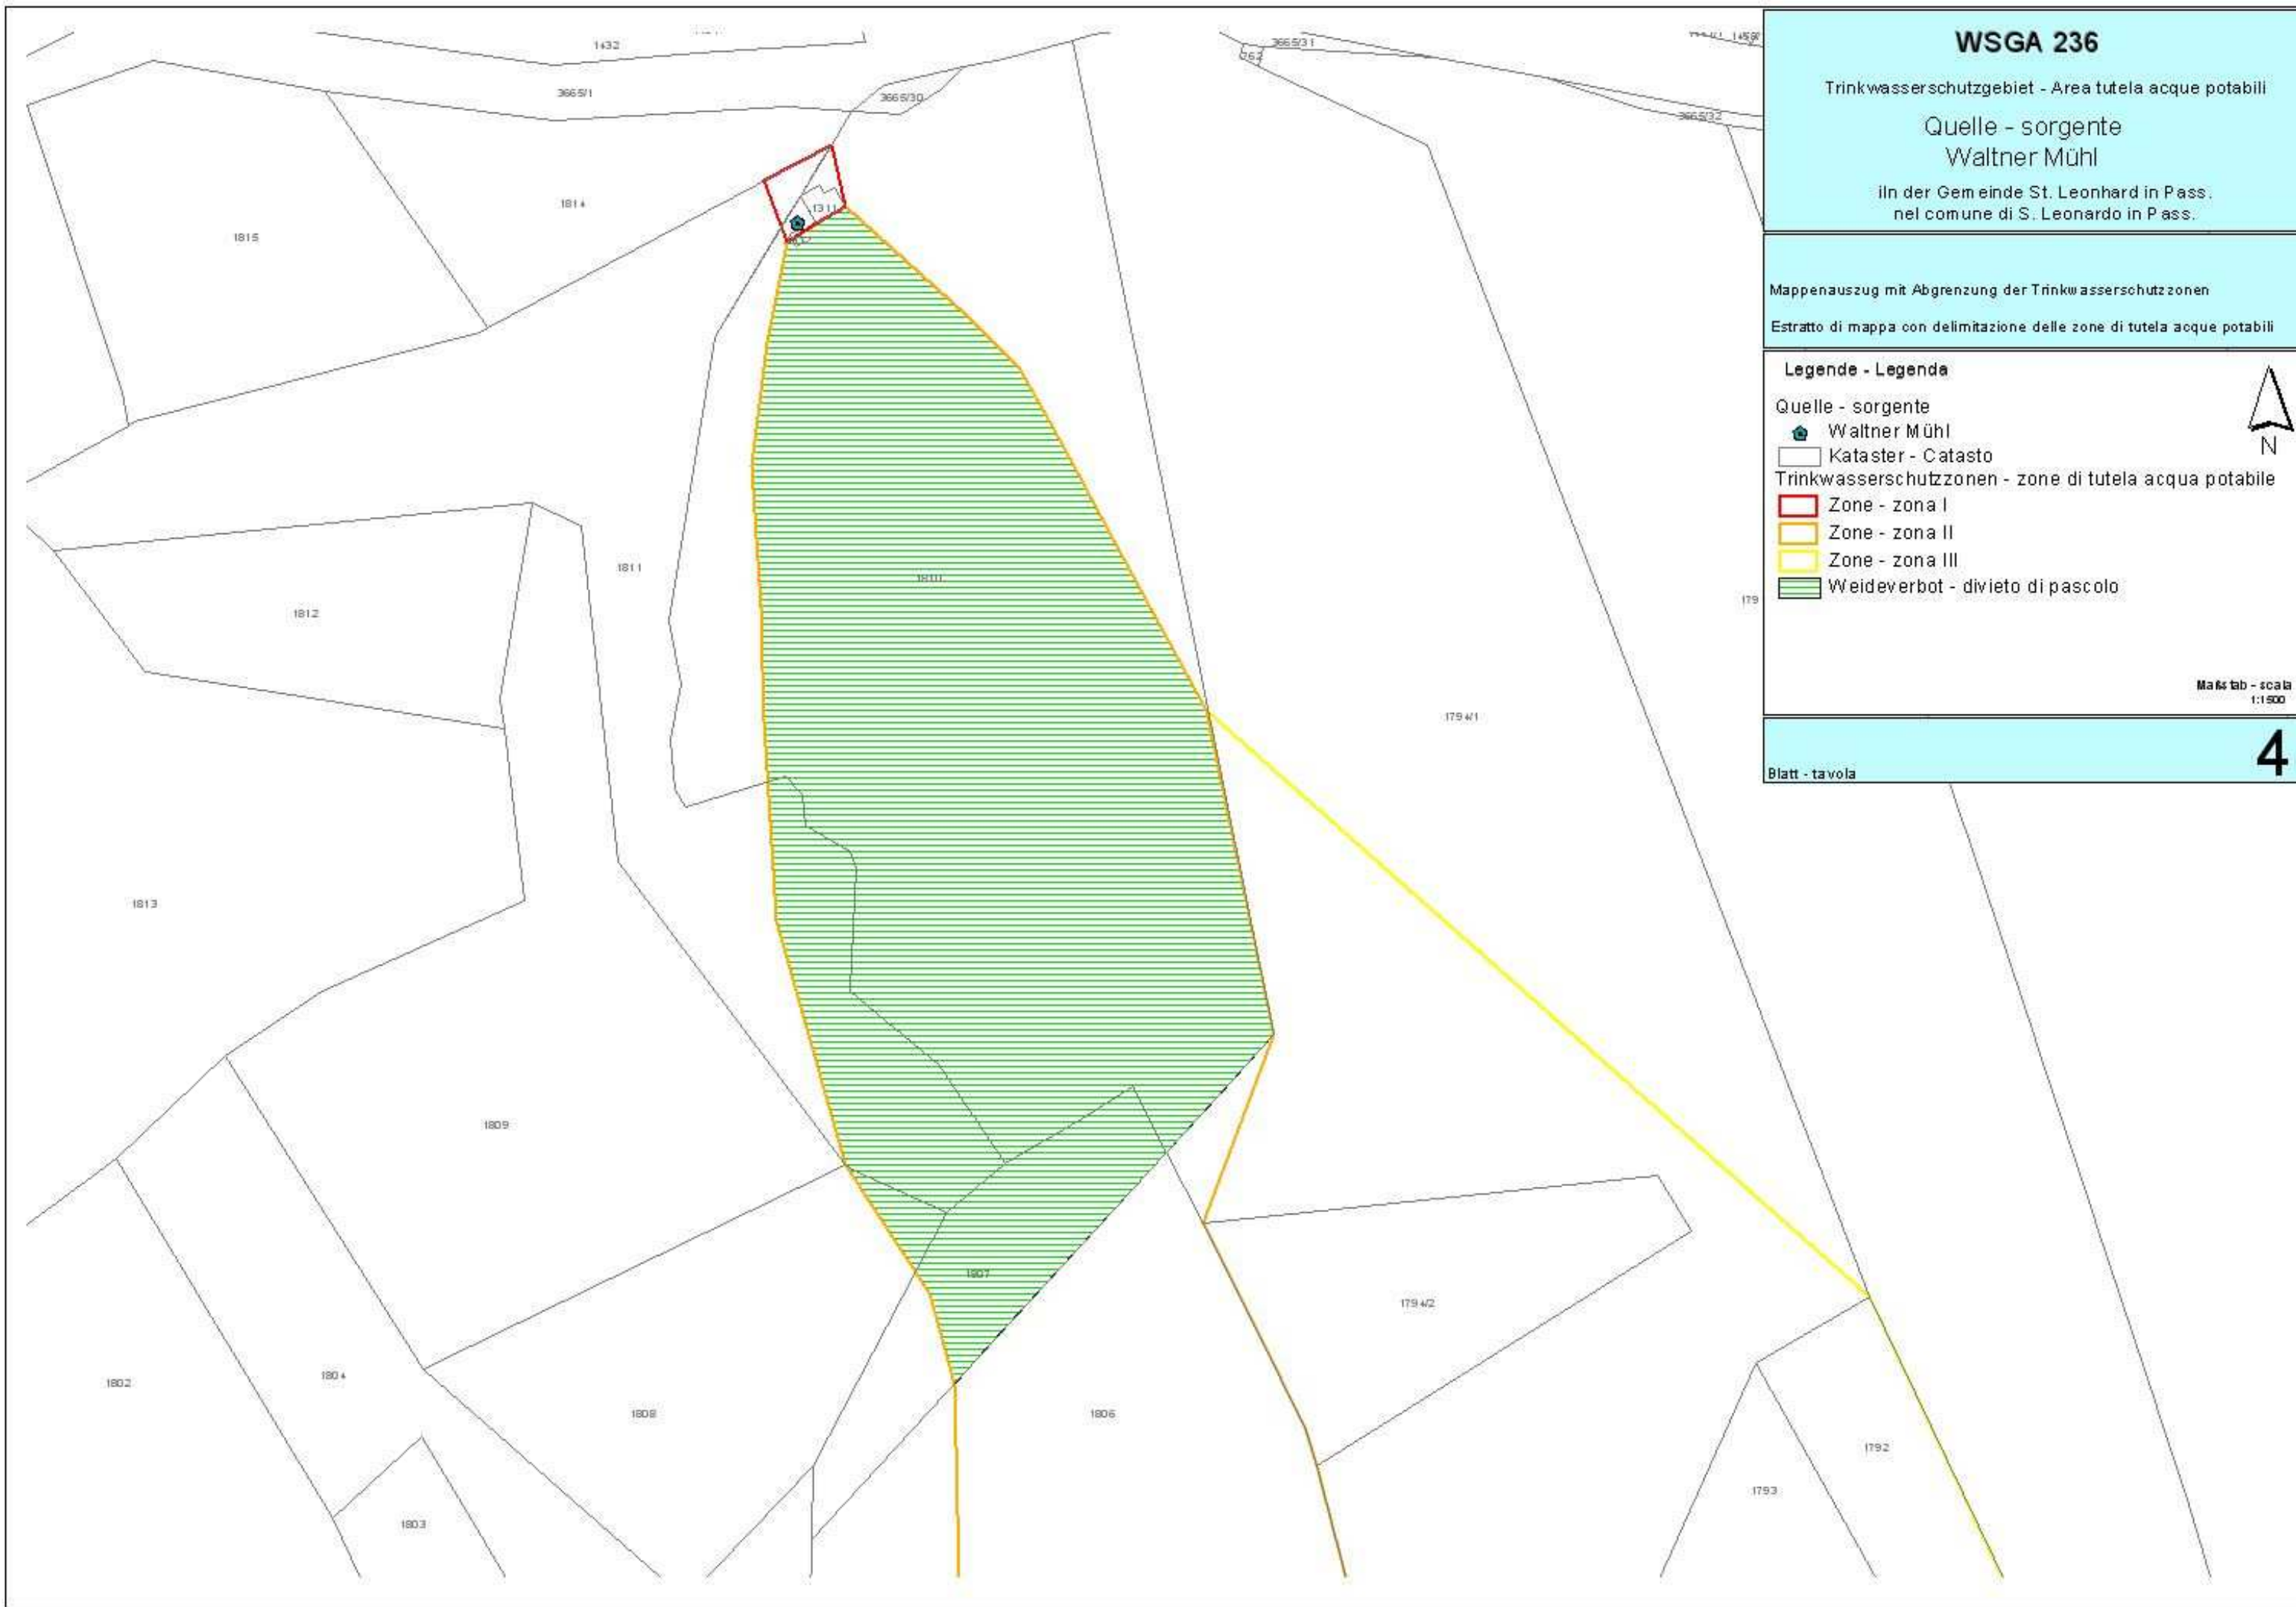 WSGA 236
Trinkwasserschutzgebiet - Area tutela acque potabili
Quelle - sorgente
Waltner Mühl
iIn der Gemeinde St. Leonhard in Pass.
nel comune di S. Leonardo in Pass.
Mappenauszug mit Abgrenzung der Trinkwasserschutzzonen
Estratto di mappa con delimitazione delle zone di tutela acque potabili
Legende - Legenda
Quelle - sorgente
Waltner Mühl
Kataster - Catasto
N
Trinkwasserschutzzonen - zone di tutela acqua potabile
Zone - zona I
Zone - zona II
Zone - zona III
Weideverbot - divieto di pascolo
Maßstab - scala
1:1500
4
Blatt - tavola
1432
3665/31
3665/1
3665/30
3665/32
1814
1311
1815
1811
1812
179
1794/1
1813
1809
1807
1794/2
1802
1804
1808
1806
1792
1793
1803